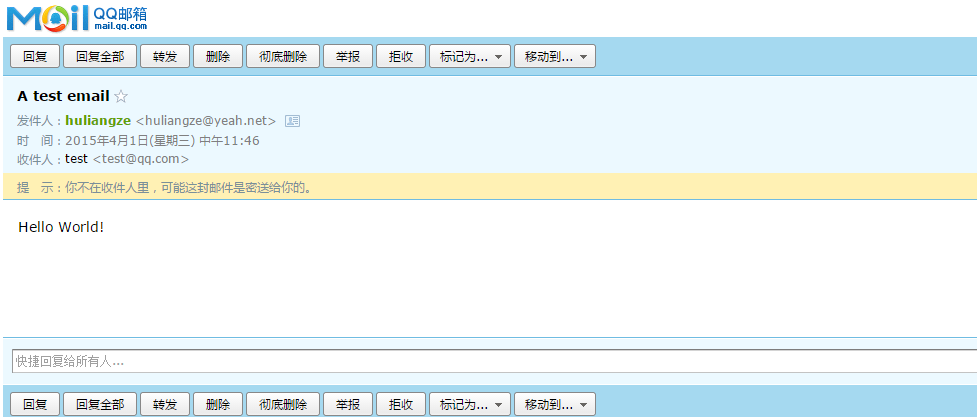 Mail QQ邮箱
mail.qq.com
回复 回复全部 转发 删除 彻底删除 举报 拒收 标记为... 移动到...
A test email
发件人：huliangze <huliangze@yeah.net>
时 间：2015年4月1日(星期三) 中午11:46
收件人：test <test@qq.com>
提 示：你不在收件人里，可能这封邮件是密送给你的。
Hello World!
快捷回复给所有人...
回复 回复全部 转发 删除 彻底删除 举报 拒收 标记为... 移动到...